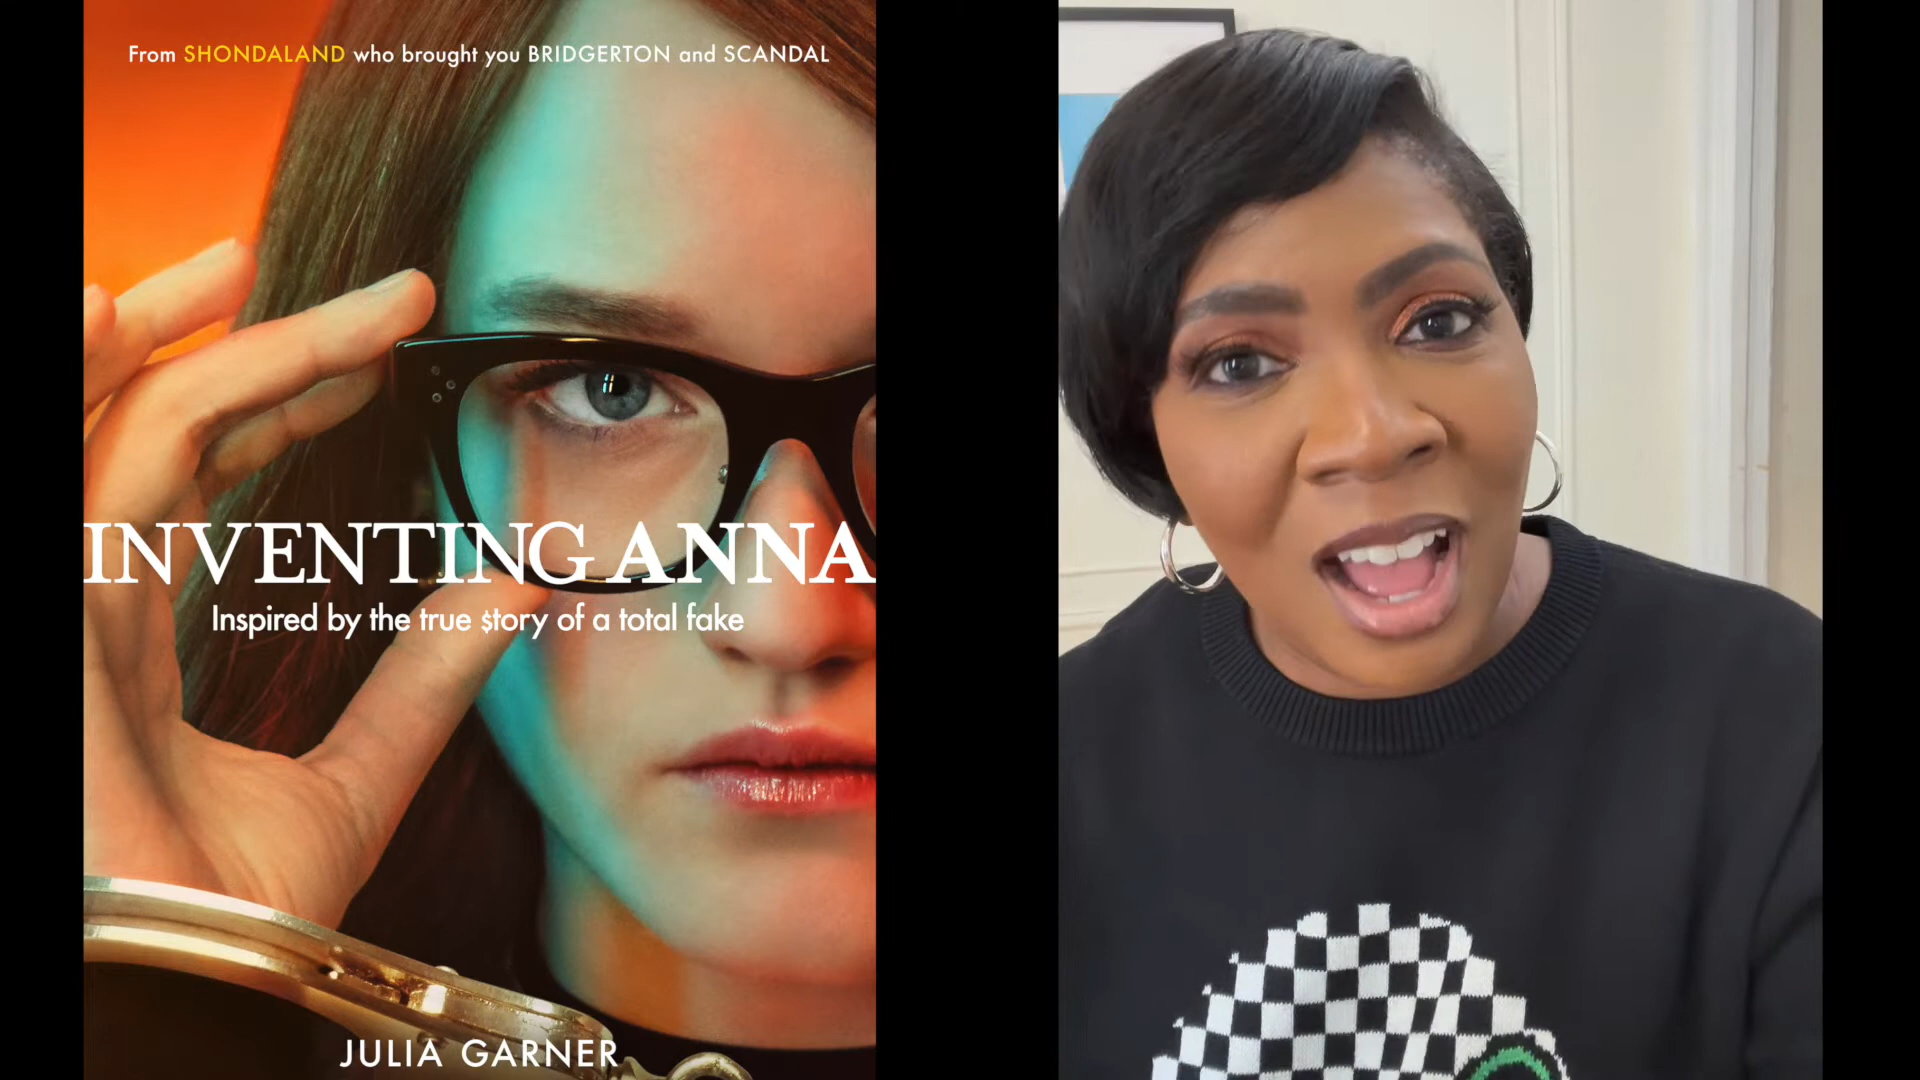 From SHONDALAND who brought you BRIDGERTON and SCANDAL
INVENTING ANNA
Inspired by the true $tory of a total fake
JULIA GARNER